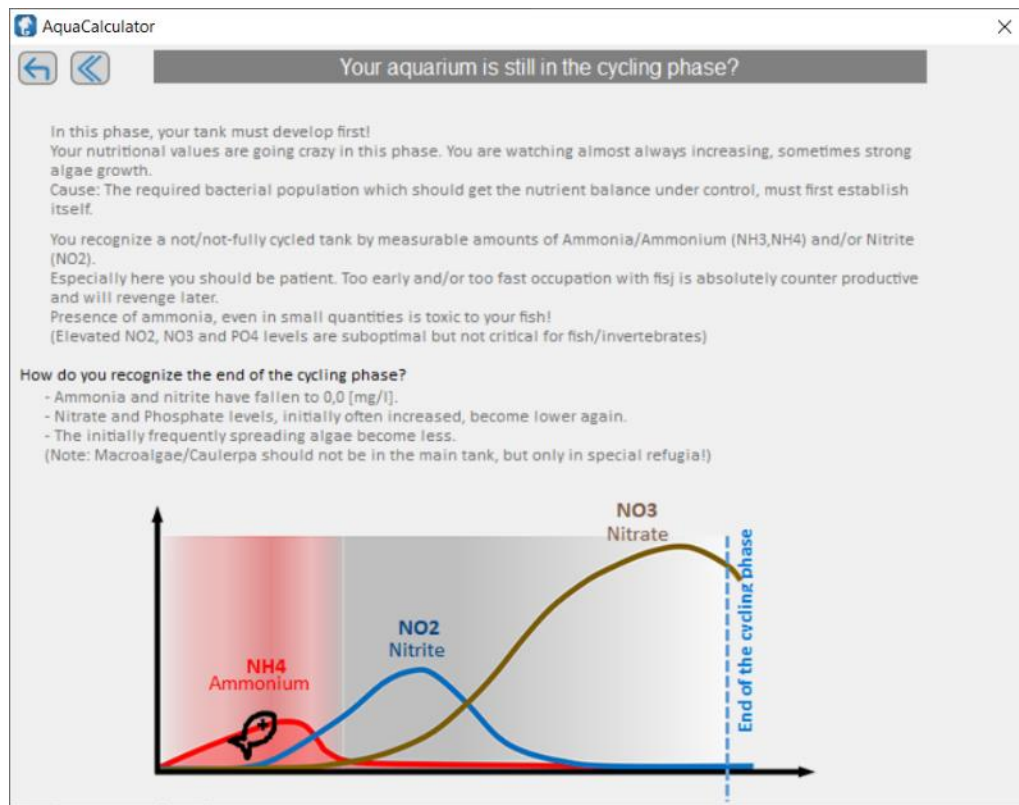 AquaCalculator
Your aquarium is still in the cycling phase?
In this phase, your tank must develop first!
Your nutritional values are going crazy in this phase. You are watching almost always increasing, sometimes strong
algae growth.
Cause: The required bacterial population which should get the nutrient balance under control, must first establish
itself.
You recognize a not/not-fully cycled tank by measurable amounts of Ammonia/Ammonium (NH3,NH4) and/or Nitrite
(NO2).
Especially here you should be patient. Too early and/or too fast occupation with fisj is absolutely counter productive
and will revenge later.
Presence of ammonia, even in small quantities is toxic to your fish!
(Elevated NO2, NO3 and PO4 levels are suboptimal but not critical for fish/invertebrates)
How do you recognize the end of the cycling phase?
- Ammonia and nitrite have fallen to 0,0 [mg/l].
- Nitrate and Phosphate levels, initially often increased, become lower again.
- The initially frequently spreading algae become less.
(Note: Macroalgae/Caulerpa should not be in the main tank, but only in special refugia!)
NO3
Nitrate
NO2
Nitrite
NH4
Ammonium
End of the cycling phase